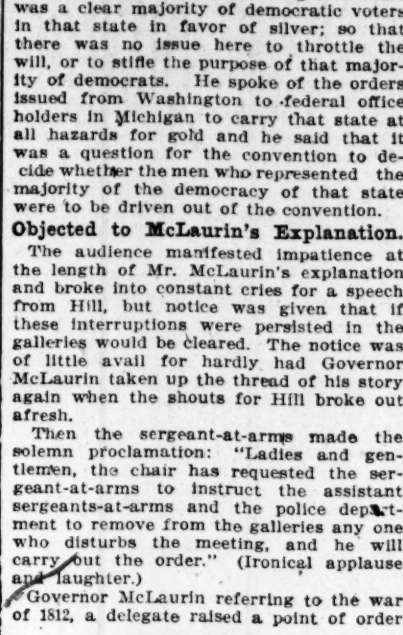 was a clear majority of democratic voters
in that state in favor of silver; so that
there was no issue here to throttle the
will, or to stifle the purpose of that major-
ity of democrats. He spoke of the orders
issued from Washington to federal office
holders in Michigan to carry that state at
all hazards for gold and he said that it
was a question for the convention to de-
cide whether the men who represented the
majority of the democracy of that state
were to be driven out of the convention.
Objected to McLaurin's Explanation.
The audience manifested impatience at
the length of Mr. McLaurin's explanation
and broke into constant cries for a speech
from Hill, but notice was given that if
these interruptions were persisted in the
galleries would be cleared. The notice was
of little avail for hardly had Governor
McLaurin taken up the thread of his story
again when the shouts for Hill broke out
afresh.
Then the sergeant-at-arms made the
solemn proclamation: "Ladies and gen-
tlemen, the chair has requested the ser-
geant-at-arms to instruct the assistant
sergeants-at-arms and the police depart-
ment to remove from the galleries any one
who disturbs the meeting, and he will
carry out the order." (Ironical applause
and laughter.)
Governor McLaurin referring to the war
of 1812, a delegate raised a point of order